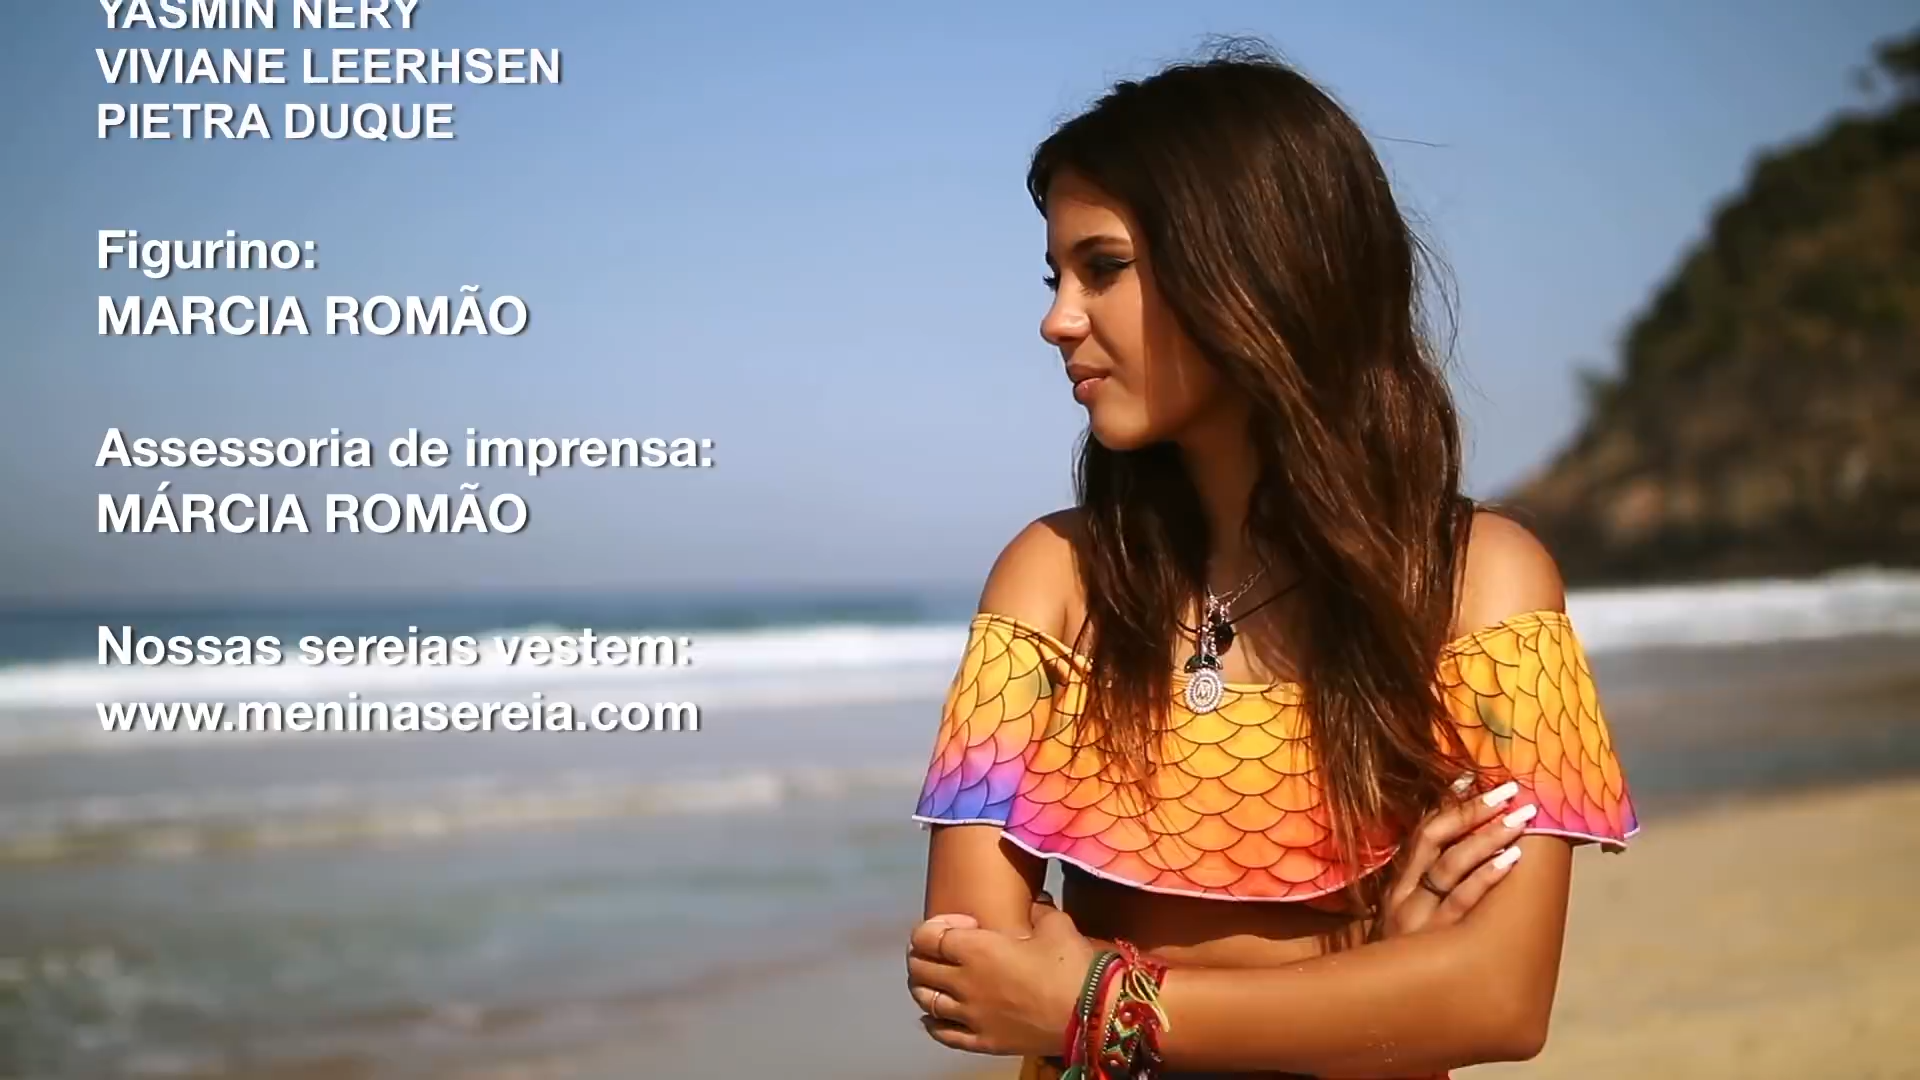 YASMIN NERY
VIVIANE LEERHSEN
PIETRA DUQUE
Figurino:
MARCIA ROMÃO
Assessoria de imprensa:
MÁRCIA ROMÃO
Nossas sereias vestem:
www.meninasereia.com
M